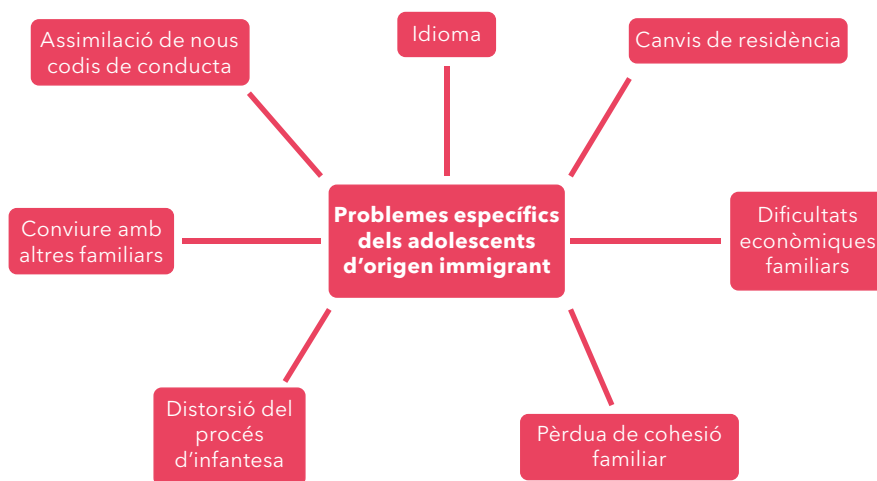 Assimilació de nous
codis de conducta
Idioma
Canvis de residència
Problemes específics
dels adolescents
d’origen immigrant
Conviure amb
altres familiars
Dificultats
econòmiques
familiars
Distorsió del
procés
d’infantesa
Pèrdua de cohesió
familiar